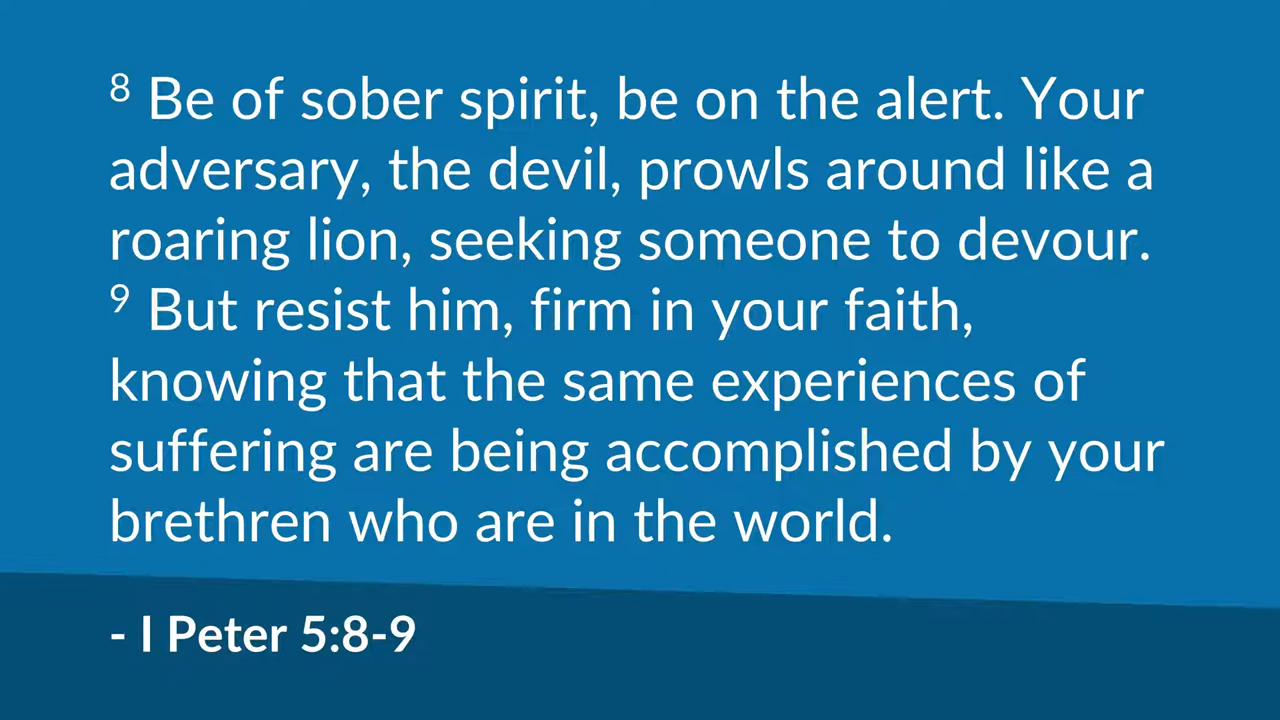 ⁸ Be of sober spirit, be on the alert. Your
adversary, the devil, prowls around like a
roaring lion, seeking someone to devour.
⁹ But resist him, firm in your faith,
knowing that the same experiences of
suffering are being accomplished by your
brethren who are in the world.
- I Peter 5:8-9